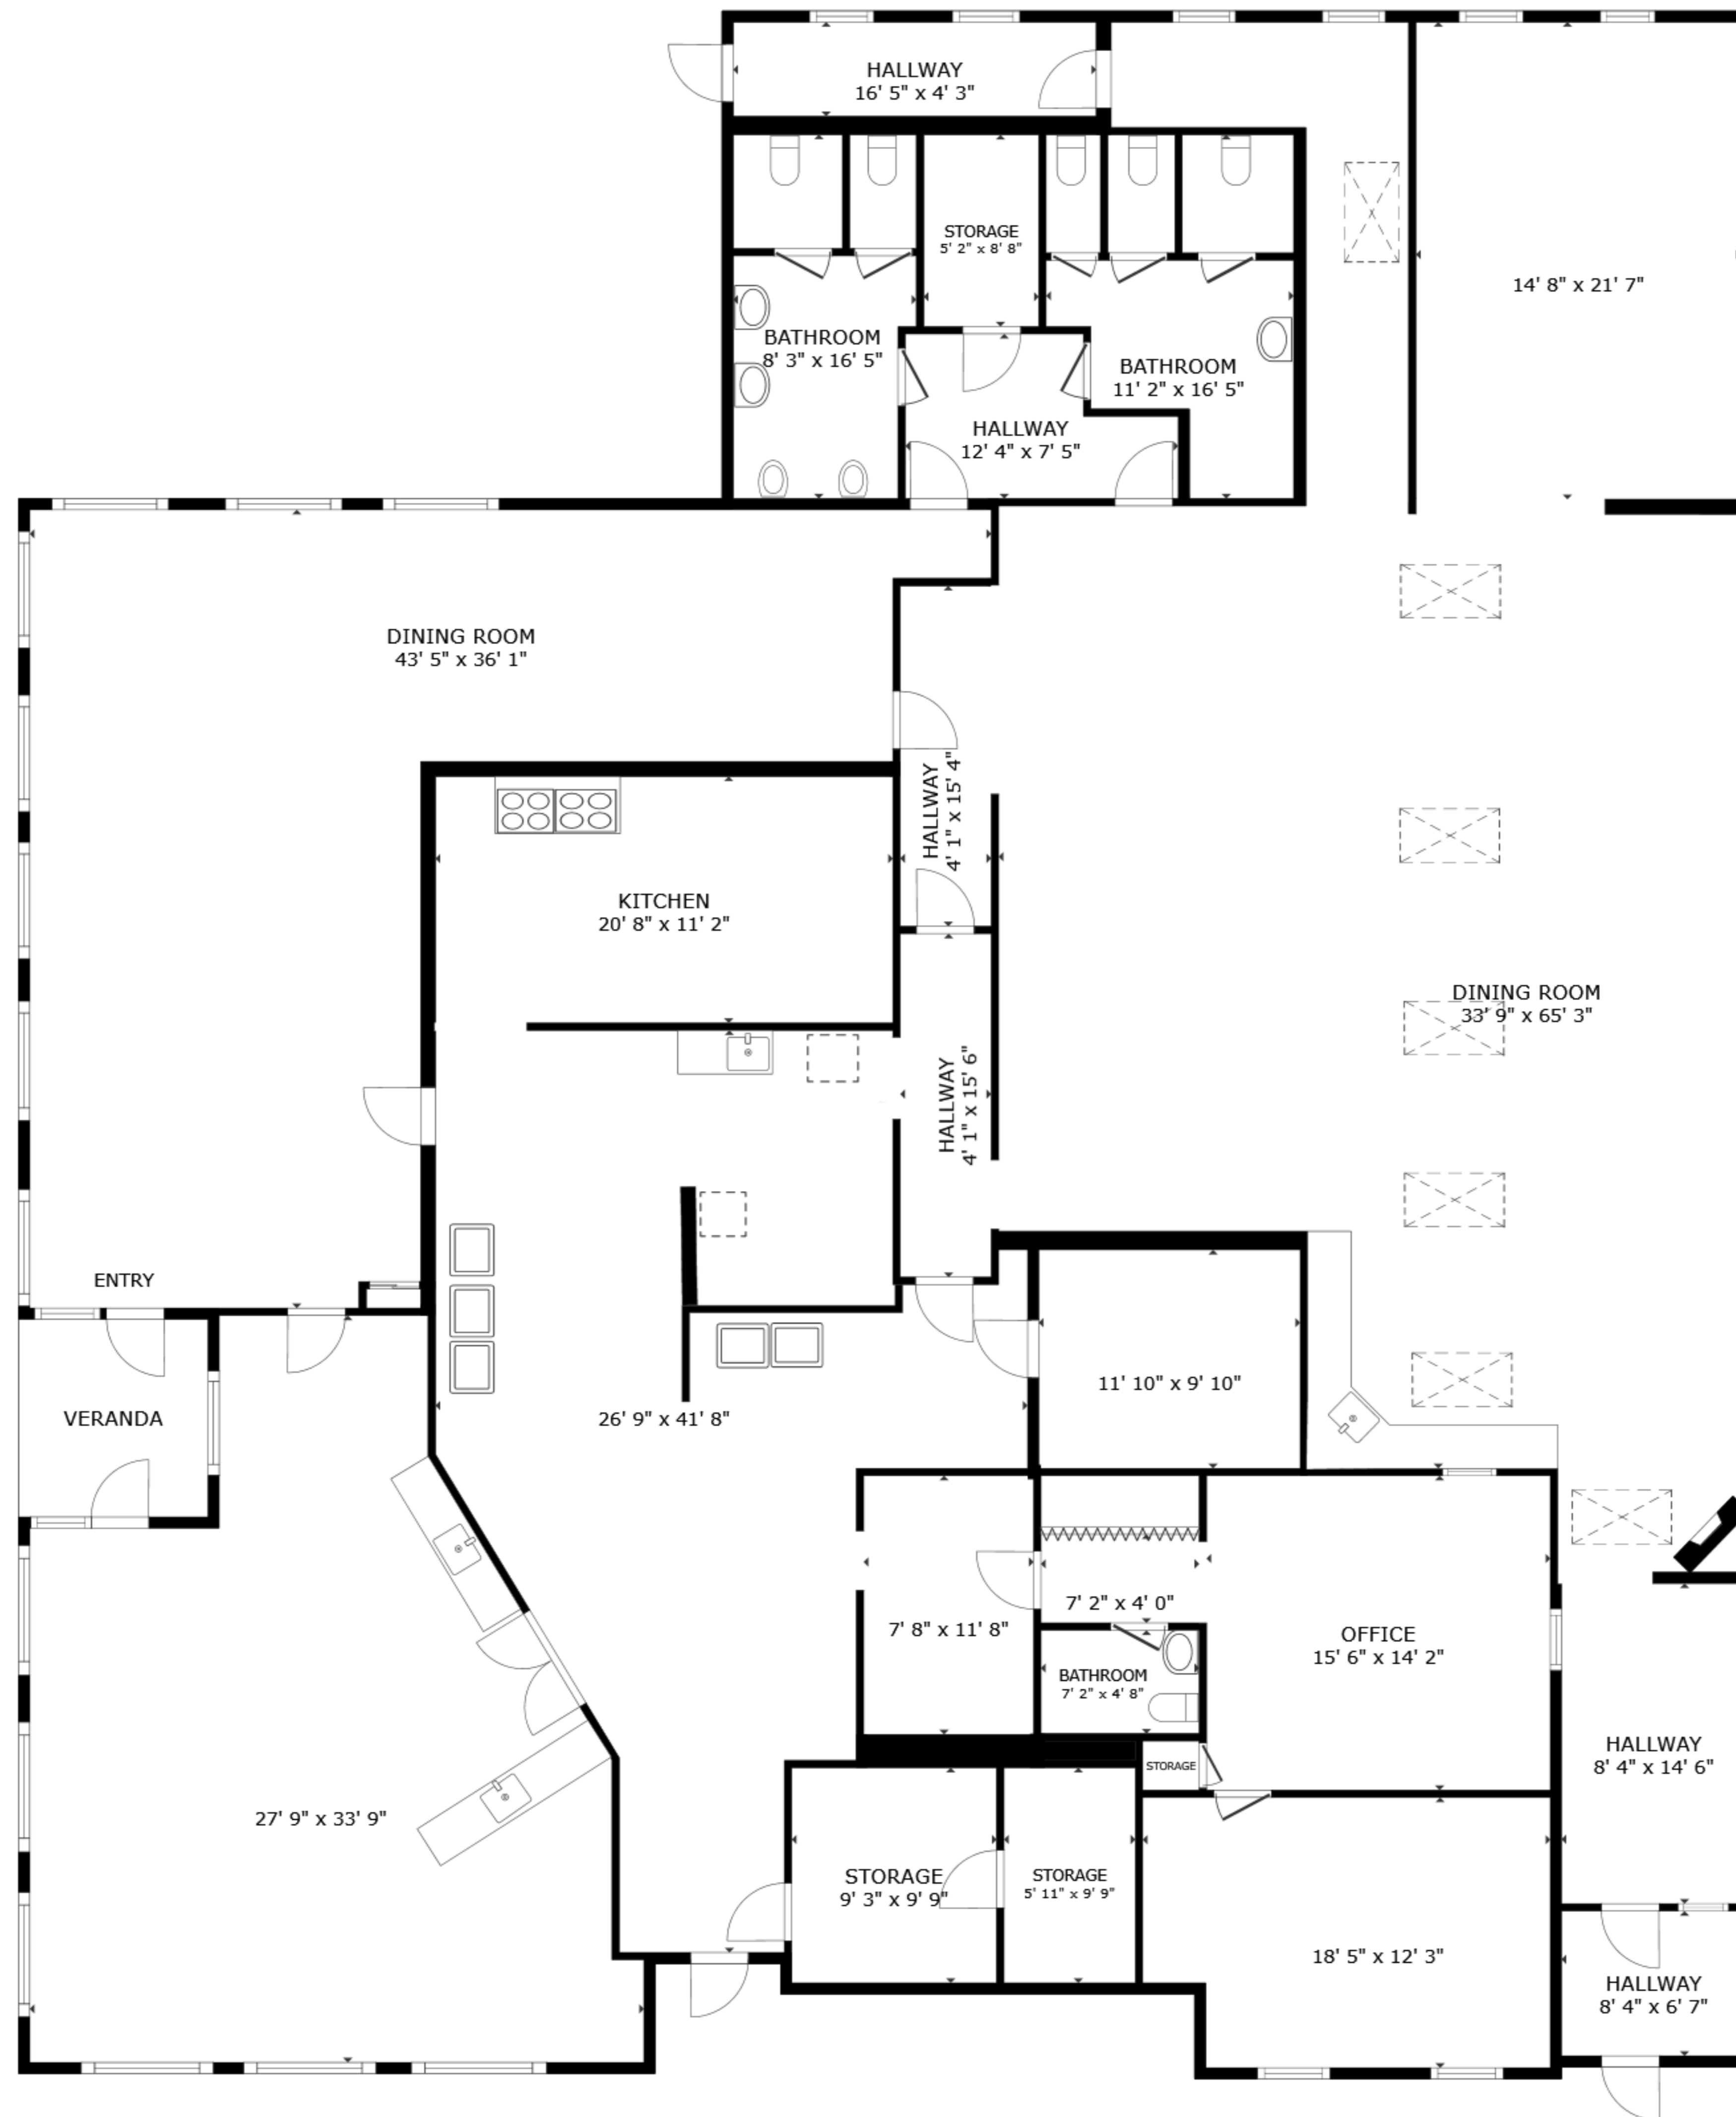 HALLWAY
16' 5" x 4' 3"
STORAGE
5' 2" x 8' 8"
14' 8" x 21' 7"
BATHROOM
8' 3" x 16' 5"
BATHROOM
11' 2" x 16' 5"
HALLWAY
12' 4" x 7' 5"
DINING ROOM
43' 5" x 36' 1"
HALLWAY
4' 1" x 15' 4"
KITCHEN
20' 8" x 11' 2"
DINING ROOM
33' 9" x 65' 3"
HALLWAY
4' 1" x 15' 6"
ENTRY
VERANDA
26' 9" x 41' 8"
11' 10" x 9' 10"
7' 8" x 11' 8"
7' 2" x 4' 0"
OFFICE
15' 6" x 14' 2"
BATHROOM
7' 2" x 4' 8"
STORAGE
HALLWAY
8' 4" x 14' 6"
27' 9" x 33' 9"
STORAGE
9' 3" x 9' 9"
STORAGE
5' 11" x 9' 9"
18' 5" x 12' 3"
HALLWAY
8' 4" x 6' 7"